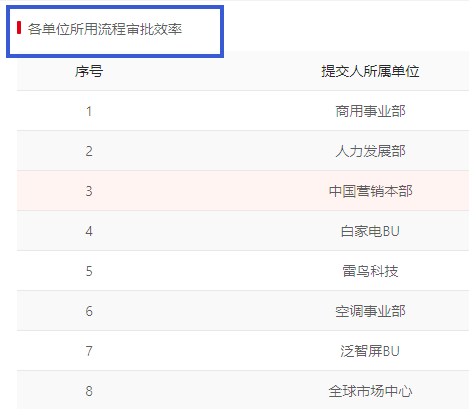 各单位所用流程审批效率
序号 提交人所属单位
1 商用事业部
2 人力发展部
3 中国营销本部
4 白家电BU
5 雷鸟科技
6 空调事业部
7 泛智屏BU
8 全球市场中心